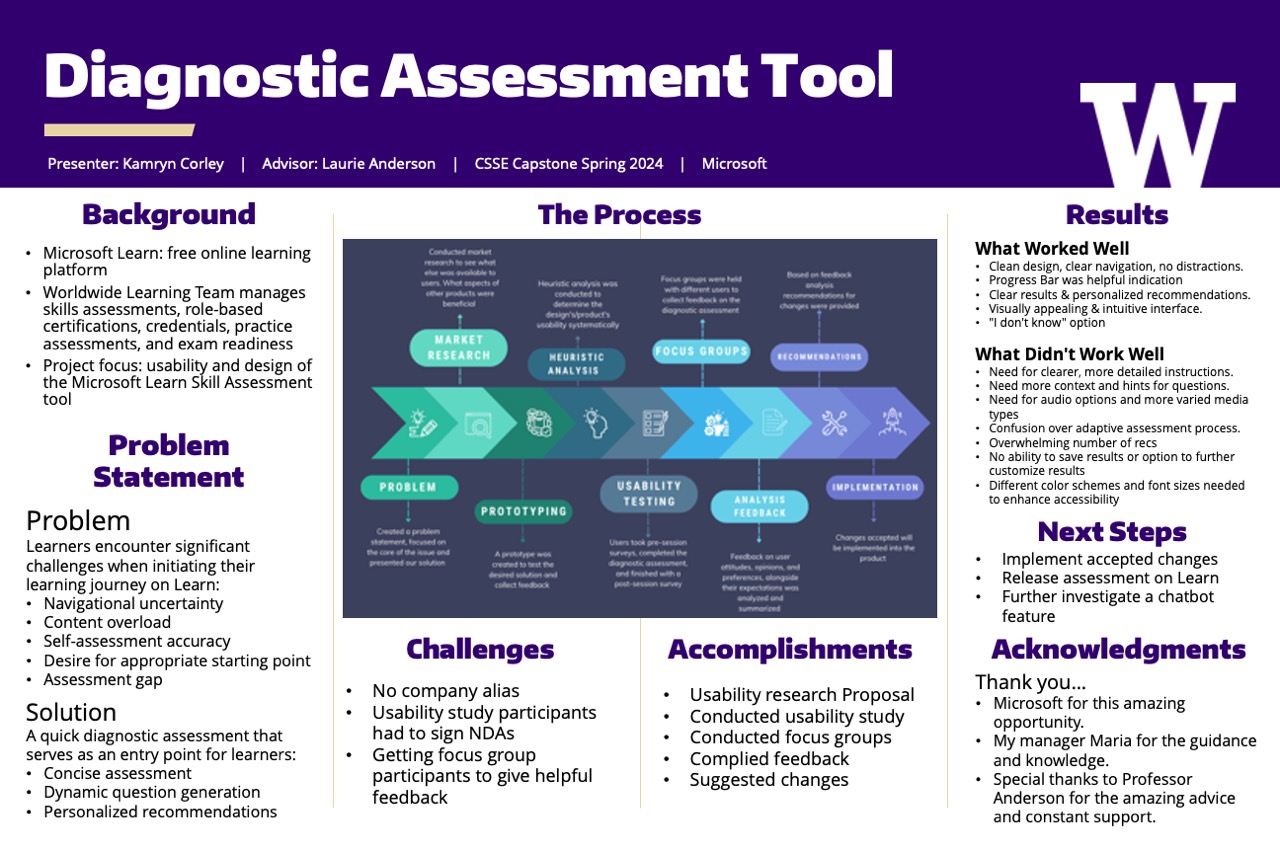 Diagnostic Assessment Tool
W
Presenter: Kamryn Corley | Advisor: Laurie Anderson | CSSE Capstone Spring 2024 | Microsoft
Background
• Microsoft Learn: free online learning
platform
• Worldwide Learning Team manages
skills assessments, role-based
certifications, credentials, practice
assessments, and exam readiness
• Project focus: usability and design of
the Microsoft Learn Skill Assessment
tool
Problem
Statement
Problem
Learners encounter significant
challenges when initiating their
learning journey on Learn:
• Navigational uncertainty
• Content overload
• Self-assessment accuracy
• Desire for appropriate starting point
• Assessment gap
Solution
A quick diagnostic assessment that
serves as an entry point for learners:
• Concise assessment
• Dynamic question generation
• Personalized recommendations
The Process
Conducted market
research to see what
else was available to
users. What aspects of
other products were
beneficial
MARKET
RESEARCH
Heuristic analysis was
conducted to
determine the
design's/product's
usability systematically
HEURISTIC
ANALYSIS
Focus groups were held
with different users to
collect feedback on the
diagnostic assessment
FOCUS GROUPS
Based on feedback
analysis
recommendations for
changes were provided
RECOMMENDATIONS
PROBLEM
Created a problem
statement, focused on
the core of the issue and
presented our solution
PROTOTYPING
A prototype was
created to test the
desired solution and
collect feedback
USABILITY
TESTING
Users took pre-session
surveys, completed the
diagnostic assessment,
and finished with a
post-session survey
ANALYSIS
FEEDBACK
Feedback on user
attitudes, opinions, and
preferences, alongside
their expectations was
analyzed and
summarized
IMPLEMENTATION
Changes accepted will
be implemented into the
product
Challenges
• No company alias
• Usability study participants
had to sign NDAs
• Getting focus group
participants to give helpful
feedback
Accomplishments
• Usability research Proposal
• Conducted usability study
• Conducted focus groups
• Complied feedback
• Suggested changes
Results
What Worked Well
• Clean design, clear navigation, no distractions.
• Progress Bar was helpful indication
• Clear results & personalized recommendations.
• Visually appealing & intuitive interface.
• "I don't know" option
What Didn't Work Well
• Need for clearer, more detailed instructions.
• Need more context and hints for questions.
• Need for audio options and more varied media
types
• Confusion over adaptive assessment process.
• Overwhelming number of recs
• No ability to save results or option to further
customize results
• Different color schemes and font sizes needed
to enhance accessibility
Next Steps
• Implement accepted changes
• Release assessment on Learn
• Further investigate a chatbot
feature
Acknowledgments
Thank you...
• Microsoft for this amazing
opportunity.
• My manager Maria for the guidance
and knowledge.
• Special thanks to Professor
Anderson for the amazing advice
and constant support.